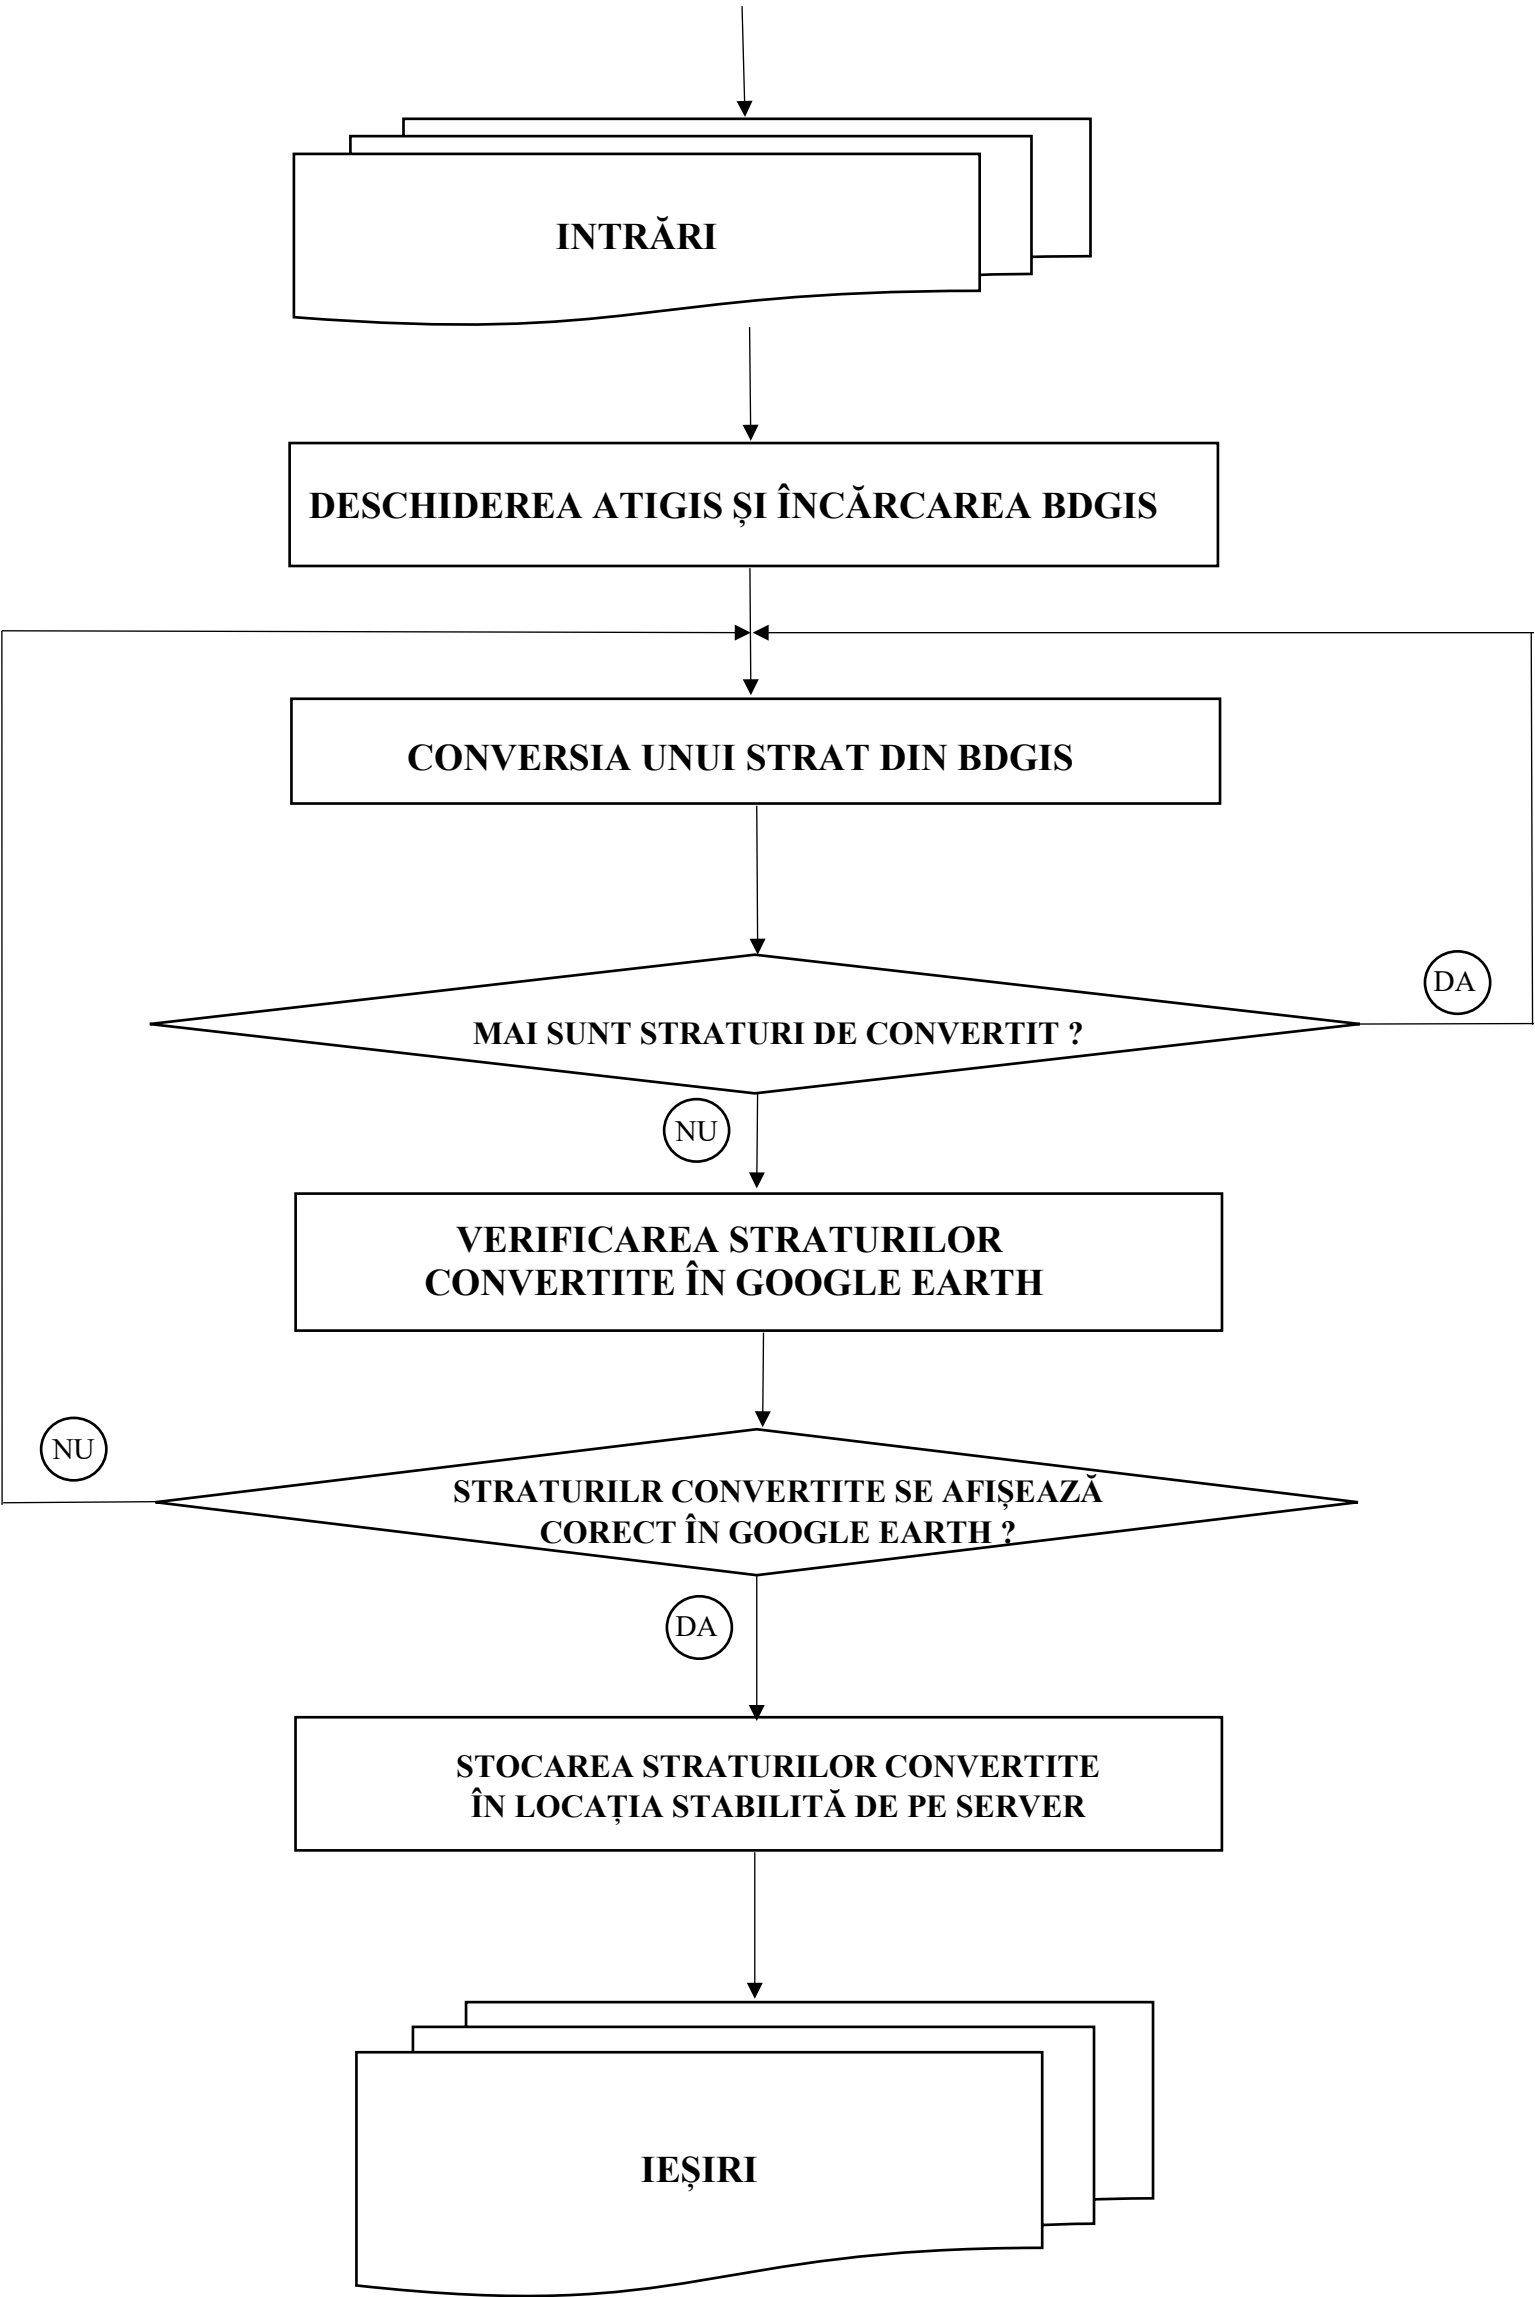 INTRĂRI
DESCHIDEREA ATIGIS ȘI ÎNCĂRCAREA BDGIS
CONVERSIA UNUI STRAT DIN BDGIS
DA
MAI SUNT STRATURI DE CONVERTIT ?
NU
VERIFICAREA STRATURILOR
CONVERTITE ÎN GOOGLE EARTH
NU
STRATURILR CONVERTITE SE AFIȘEAZĂ
CORECT ÎN GOOGLE EARTH ?
DA
STOCAREA STRATURILOR CONVERTITE
ÎN LOCAȚIA STABILITĂ DE PE SERVER
IEȘIRI